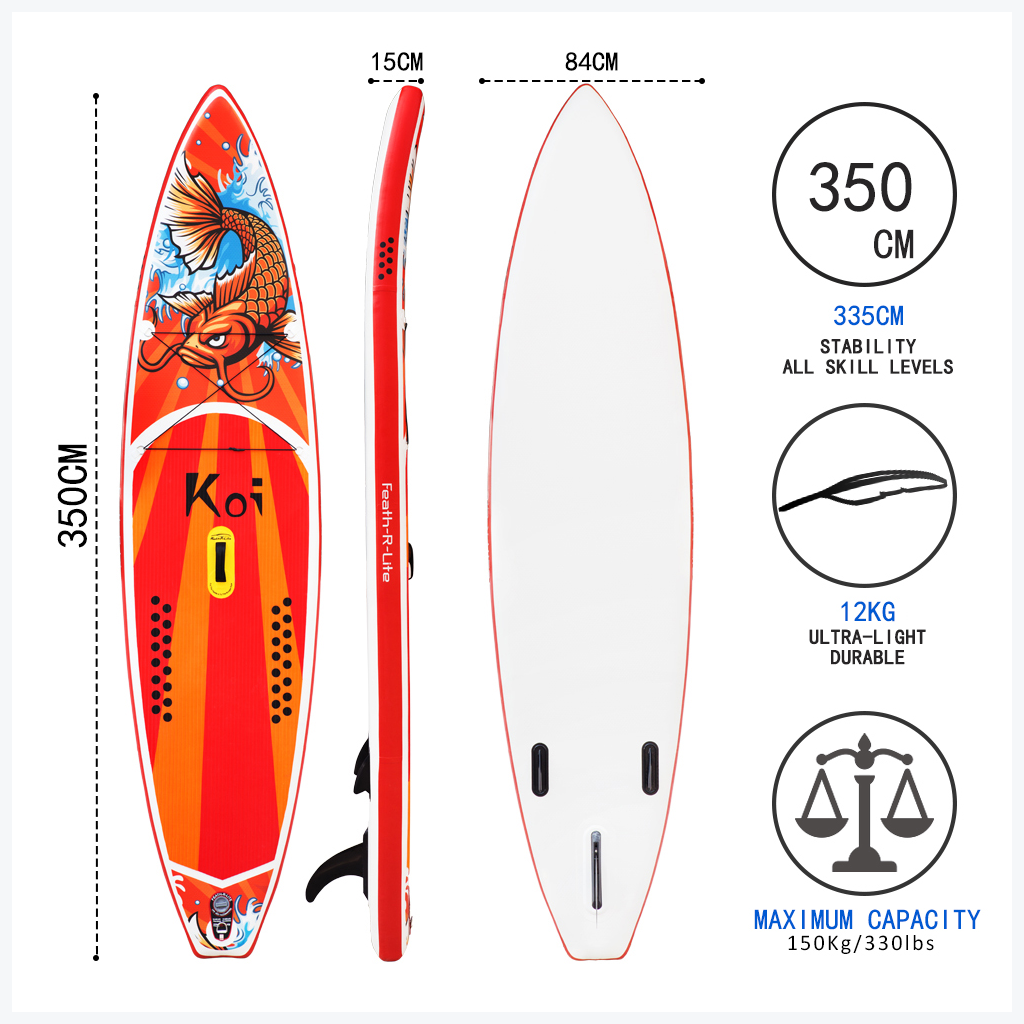 15CM
84CM
350CM
Koi
Feath-R-Lite
350
CM
335CM
STABILITY
ALL SKILL LEVELS
12KG
ULTRA-LIGHT
DURABLE
MAXIMUM CAPACITY
150Kg/330lbs